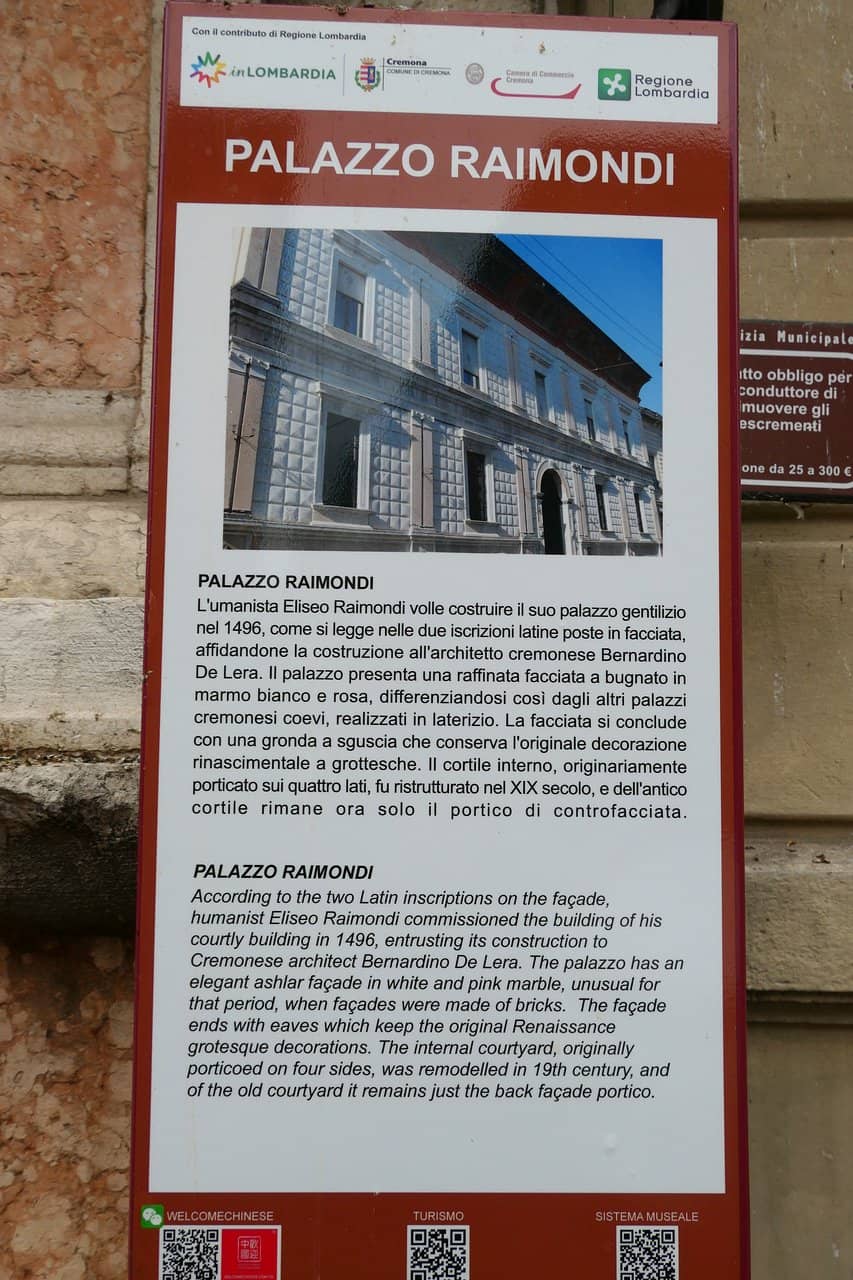 Con il contributo di Regione Lombardia
inLOMBARDIA
Cremona
COMUNE DI CREMONA
Camera di Commercio
Cremona
Regione
Lombardia
PALAZZO RAIMONDI
PALAZZO RAIMONDI
L'umanista Eliseo Raimondi volle costruire il suo palazzo gentilizio
nel 1496, come si legge nelle due iscrizioni latine poste in facciata,
affidandone la costruzione all'architetto cremonese Bernardino
De Lera. Il palazzo presenta una raffinata facciata a bugnato in
marmo bianco e rosa, differenziandosi così dagli altri palazzi
cremonesi coevi, realizzati in laterizio. La facciata si conclude
con una gronda a sguscia che conserva l'originale decorazione
rinascimentale a grottesche. Il cortile interno, originariamente
porticato sui quattro lati, fu ristrutturato nel XIX secolo, e dell'antico
cortile rimane ora solo il portico di controfacciata.
PALAZZO RAIMONDI
According to the two Latin inscriptions on the façade,
humanist Eliseo Raimondi commissioned the building of his
courtly building in 1496, entrusting its construction to
Cremonese architect Bernardino De Lera. The palazzo has an
elegant ashlar façade in white and pink marble, unusual for
that period, when façades were made of bricks. The façade
ends with eaves which keep the original Renaissance
grotesque decorations. The internal courtyard, originally
porticoed on four sides, was remodelled in 19th century, and
of the old courtyard it remains just the back façade portico.
WELCOMECHINESE
TURISMO
SISTEMA MUSEALE
izia Municipale
tto obbligo per
conduttore di
muovere gli
escrementi
one da 25 a 300 €